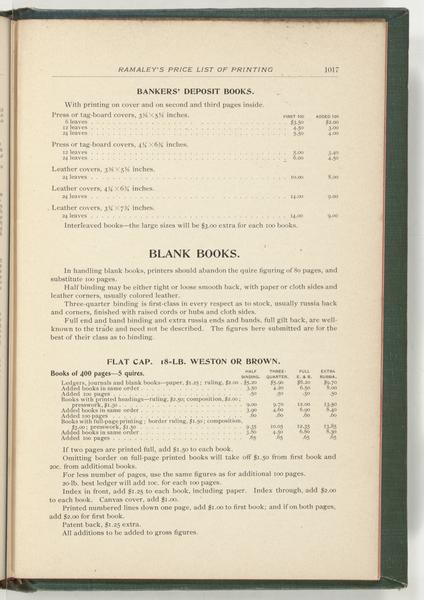 RAMALEY'S PRICE LIST OF PRINTING 1017
BANKERS' DEPOSIT BOOKS.
With printing on cover and on second and third pages inside.
Press or tag-board covers, inches. FIRST 100 ADDED 100
6 leaves $3.50 $2.00
12 leaves 4.50 3.00
24 leaves 5.50 4.00
Press or tag-board covers, inches.
12 leaves 5.00 3.40
24 leaves 6.00 4.50
Leather covers, inches.
24 leaves 10.00 8.00
Leather covers, inches.
24 leaves 14.00 9.00
Leather covers, inches.
24 leaves 14.00 9.00
Interleaved books—the large sizes will be $3.00 extra for each 100 books.
BLANK BOOKS.
In handling blank books, printers should abandon the quire figuring of 80 pages, and
substitute 100 pages.
Half binding may be either tight or loose smooth back, with paper or cloth sides and
leather corners, usually colored leather.
Three-quarter binding is first-class in every respect as to stock, usually russia back
and corners, finished with raised cords or hubs and cloth sides.
Full end and band binding and extra russia ends and bands, full gilt back, are well-
known to the trade and need not be described. The figures here submitted are for the
best of their class as to binding.
FLAT CAP. 18-LB. WESTON OR BROWN.
Books of 400 pages—5 quires. HALF BINDING. THREE-QUARTER. FULL E. & B. EXTRA RUSSIA.
Ledgers, journals and blank books—paper, $1.25; ruling, $2.00 $5.20 $5.90 $8.20 $9.70
Added books in same order 3.50 4.20 6.50 8.00
Added 100 pages .50 .50 .50 .50
Books with printed headings—ruling, $2.50; composition, $2.00;
presswork, $1.50 9.00 9.70 12.00 13.50
Added books in same order 3.90 4.60 6.90 8.40
Added 100 pages .60 .60 .60 .60
Books with full-page printing; border ruling, $1.50; composition,
$3.00; presswork, $1.50 9.35 10.05 12.35 13.85
Added books in same order 3.80 4.50 6.80 8.30
Added 100 pages .65 .65 .65 .65
If two pages are printed full, add $1.50 to each book.
Omitting border on full-page printed books will take off $1.50 from first book and
20c. from additional books.
For less number of pages, use the same figures as for additional 100 pages.
20-lb. best ledger will add 10c. for each 100 pages.
Index in front, add $1.25 to each book, including paper. Index through, add $2.00
to each book. Canvas cover, add $1.00.
Printed numbered lines down one page, add $1.00 to first book; and if on both pages,
add $2.00 for first book.
Patent back, $1.25 extra.
All additions to be added to gross figures.